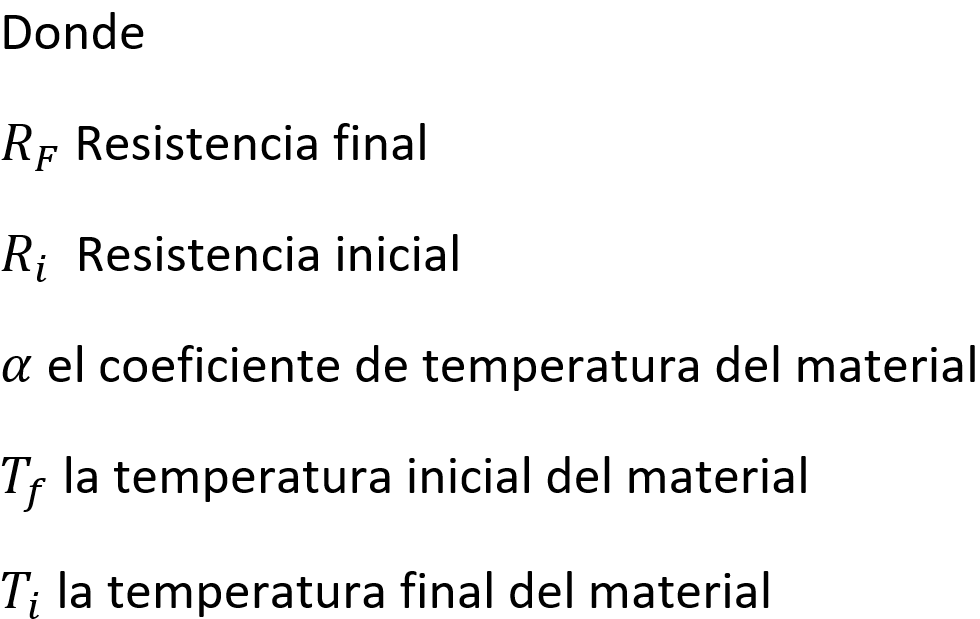 Donde
R_F Resistencia final
R_i Resistencia inicial
α el coeficiente de temperatura del material
T_f la temperatura inicial del material
T_i la temperatura final del material